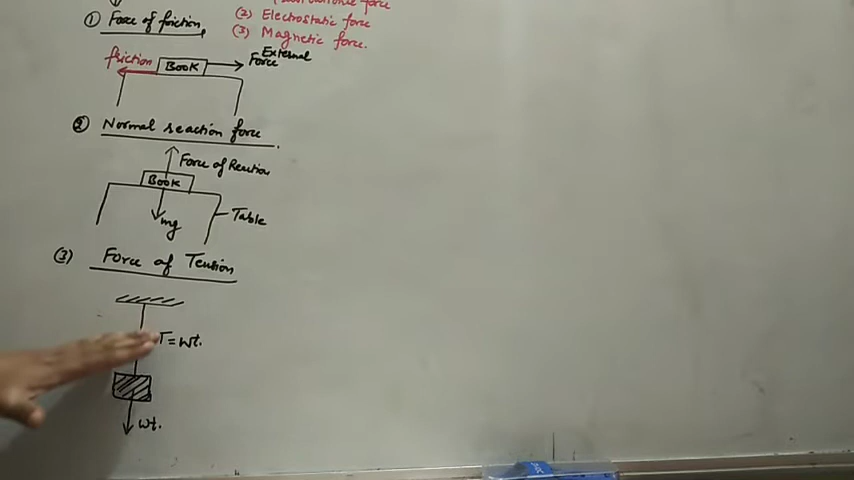 (1) Force of friction,
(2) Electrostatic force
(3) Magnetic force.
friction
Book
External
Force
(2) Normal reaction force.
Force of Reaction
Book
mg
Table
(3) Force of Tension
T = wt.
wt.